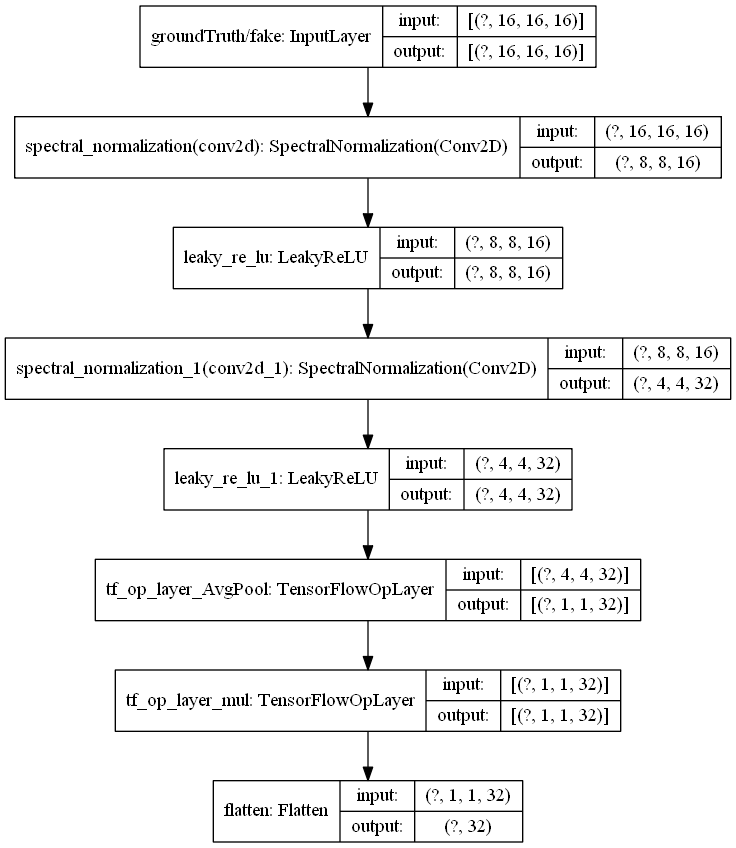 groundTruth/fake: InputLayer
input: [(?, 16, 16, 16)]
output: [(?, 16, 16, 16)]
spectral_normalization(conv2d): SpectralNormalization(Conv2D)
input: (?, 16, 16, 16)
output: (?, 8, 8, 16)
leaky_re_lu: LeakyReLU
input: (?, 8, 8, 16)
output: (?, 8, 8, 16)
spectral_normalization_1(conv2d_1): SpectralNormalization(Conv2D)
input: (?, 8, 8, 16)
output: (?, 4, 4, 32)
leaky_re_lu_1: LeakyReLU
input: (?, 4, 4, 32)
output: (?, 4, 4, 32)
tf_op_layer_AvgPool: TensorFlowOpLayer
input: [(?, 4, 4, 32)]
output: [(?, 1, 1, 32)]
tf_op_layer_mul: TensorFlowOpLayer
input: [(?, 1, 1, 32)]
output: [(?, 1, 1, 32)]
flatten: Flatten
input: (?, 1, 1, 32)
output: (?, 32)